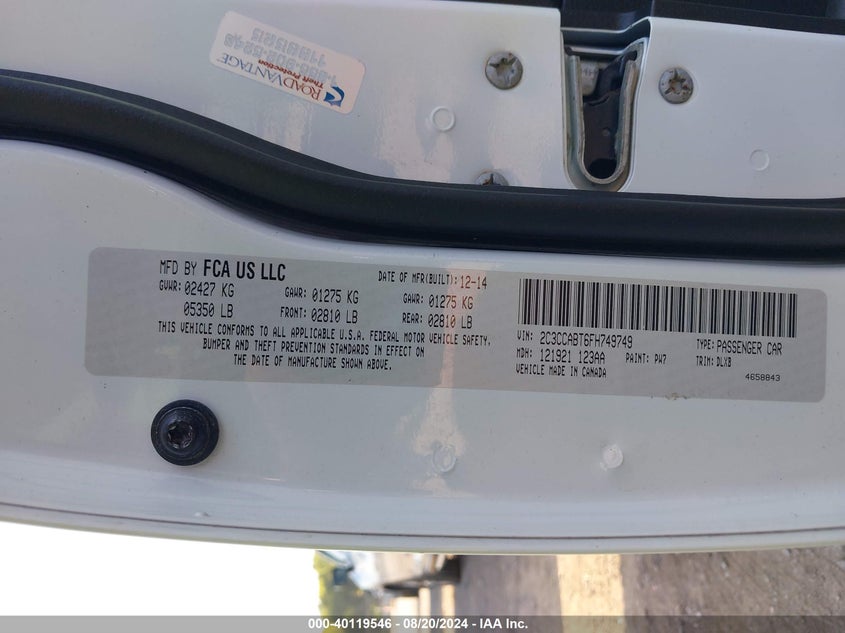 ROADVANTAGE
Theft Protection
MFD BY FCA US LLC
DATE OF MFR(BUILT): 12-14
GVWR: 02427 KG GAWR: 01275 KG GAWR: 01275 KG
05350 LB FRONT: 02810 LB REAR: 02810 LB
THIS VEHICLE CONFORMS TO ALL APPLICABLE U.S.A. FEDERAL MOTOR VEHICLE SAFETY,
BUMPER AND THEFT PREVENTION STANDARDS IN EFFECT ON
THE DATE OF MANUFACTURE SHOWN ABOVE.
VIN: 2C3CCABT6FH749749 TYPE: PASSENGER CAR
MDH: 121921 123AA PAINT: PW7 TRIM: DLXB
VEHICLE MADE IN CANADA 4658843
000-40119546 - 08/20/2024 - IAA Inc.